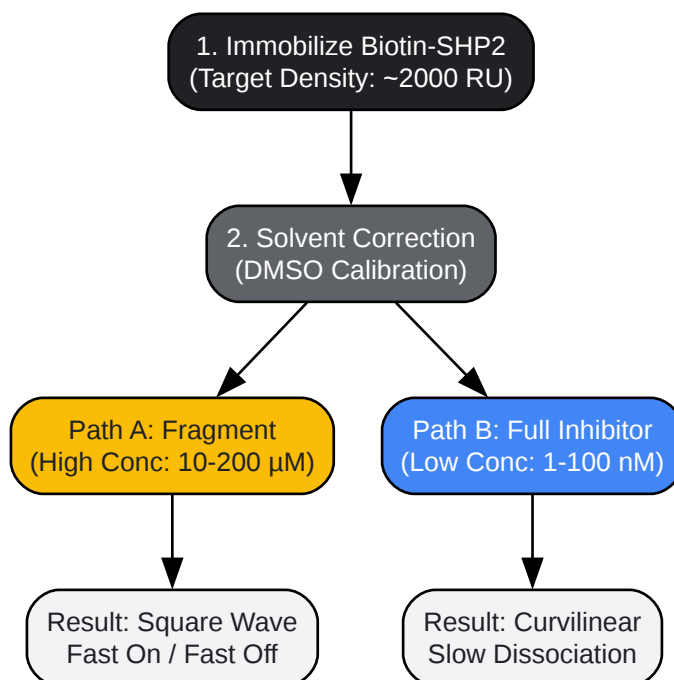 1. Immobilize Biotin-SHP2
(Target Density: ~2000 RU)
2. Solvent Correction
(DMSO Calibration)
Path A: Fragment
(High Conc: 10-200 µM)
Path B: Full Inhibitor
(Low Conc: 1-100 nM)
Result: Square Wave
Fast On / Fast Off
Result: Curvilinear
Slow Dissociation